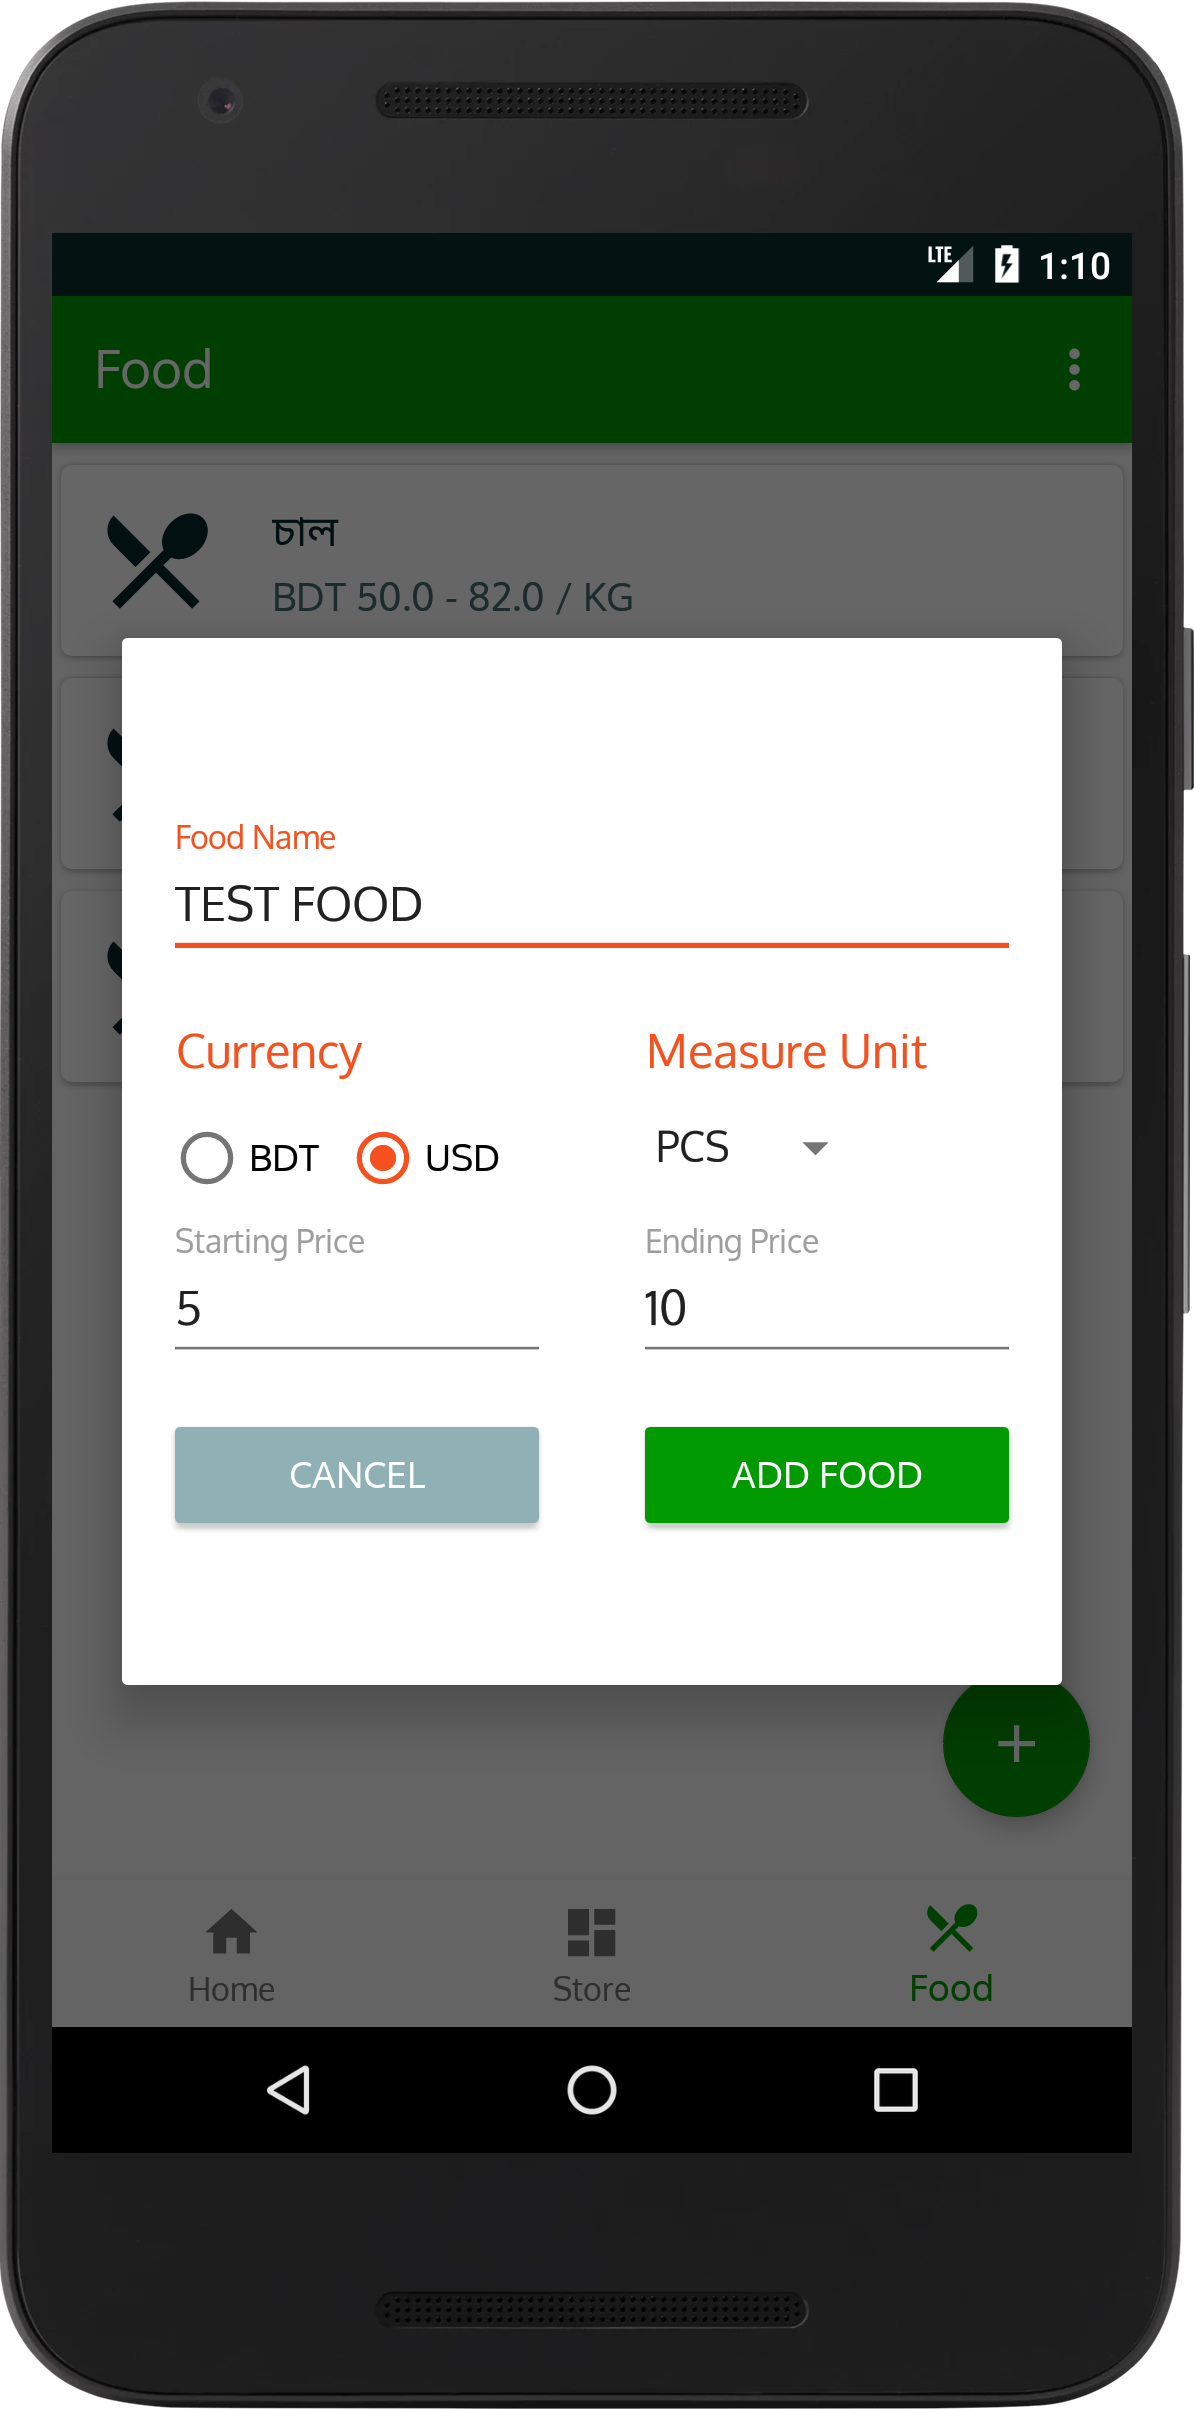 LTE 1:10
Food
চাল
BDT 50.0 - 82.0 / KG
Food Name
TEST FOOD
Currency Measure Unit
BDT USD PCS
Starting Price Ending Price
5 10
CANCEL ADD FOOD
Home Store Food